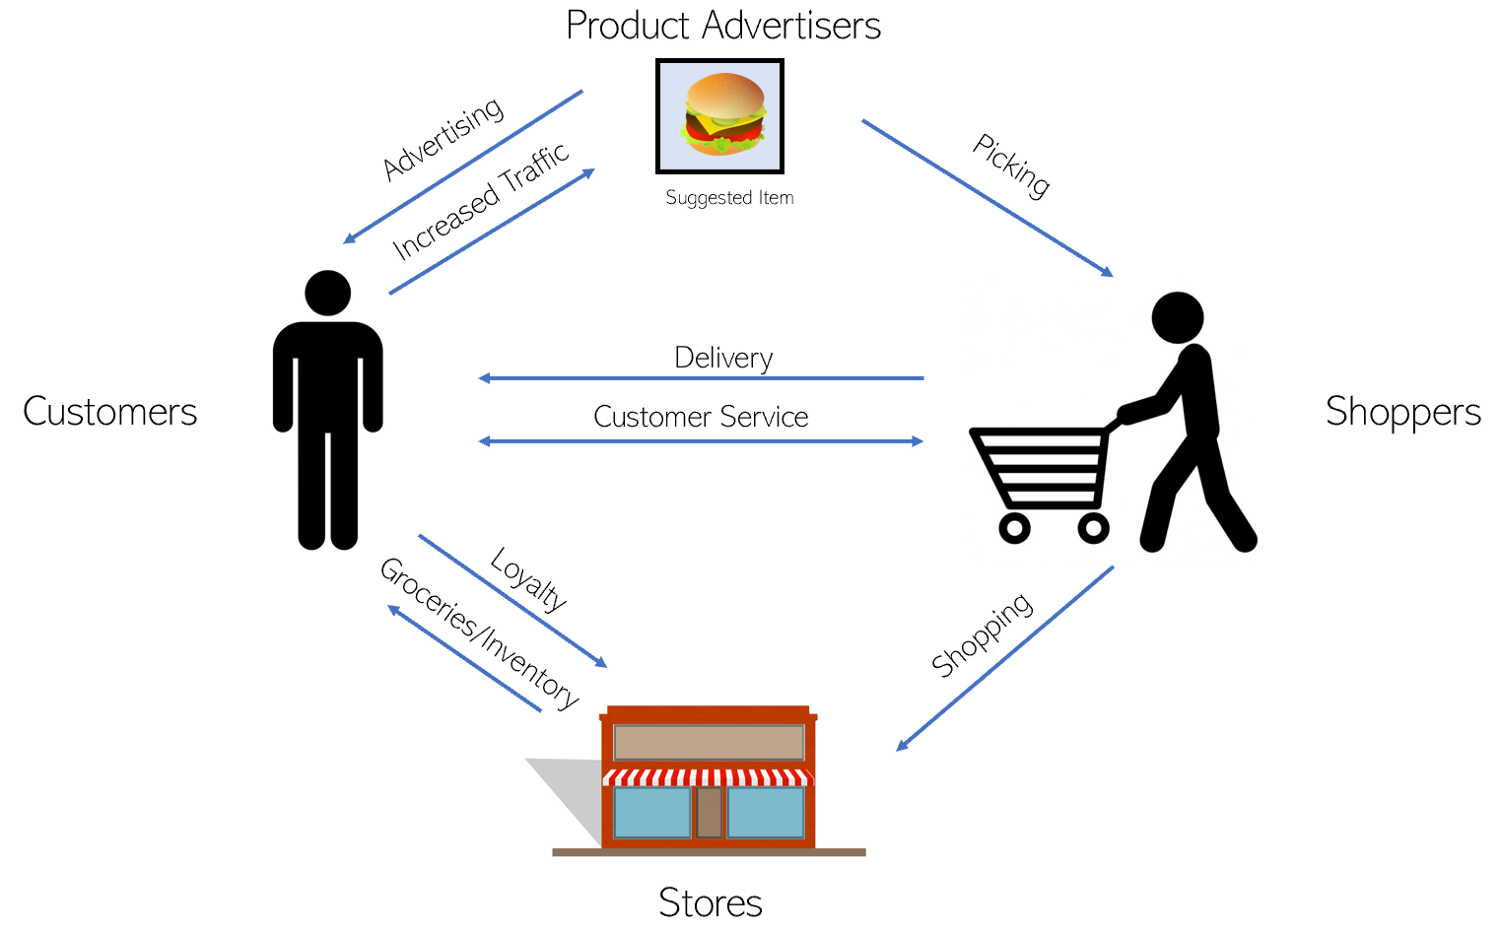 Product Advertisers
Suggested Item
Advertising
Increased Traffic
Picking
Delivery
Customer Service
Customers
Shoppers
Loyalty
Groceries/Inventory
Shopping
Stores